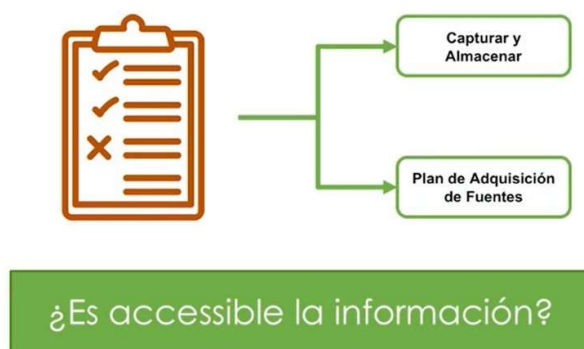 Capturar y
Almacenar
Plan de Adquisición
de Fuentes
¿Es accessible la información?